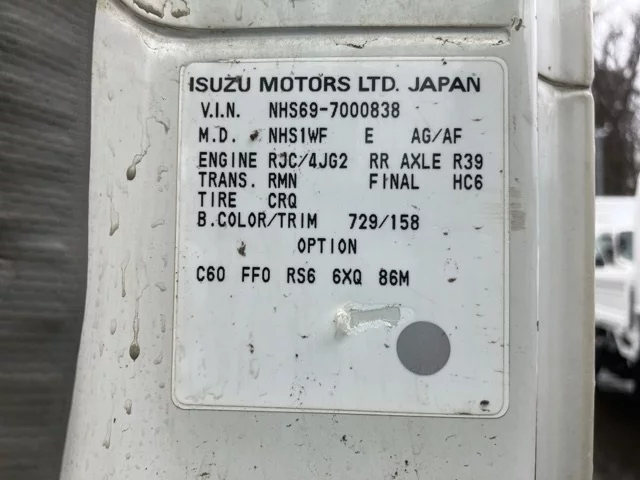 ISUZU MOTORS LTD. JAPAN
V.I.N. NHS69-7000838
M.D. NHS1WF E AG/AF
ENGINE RJC/4JG2 RR AXLE R39
TRANS. RMN FINAL HC6
TIRE CRQ
B.COLOR/TRIM 729/158
OPTION
C60 FF0 RS6 6XQ 86M